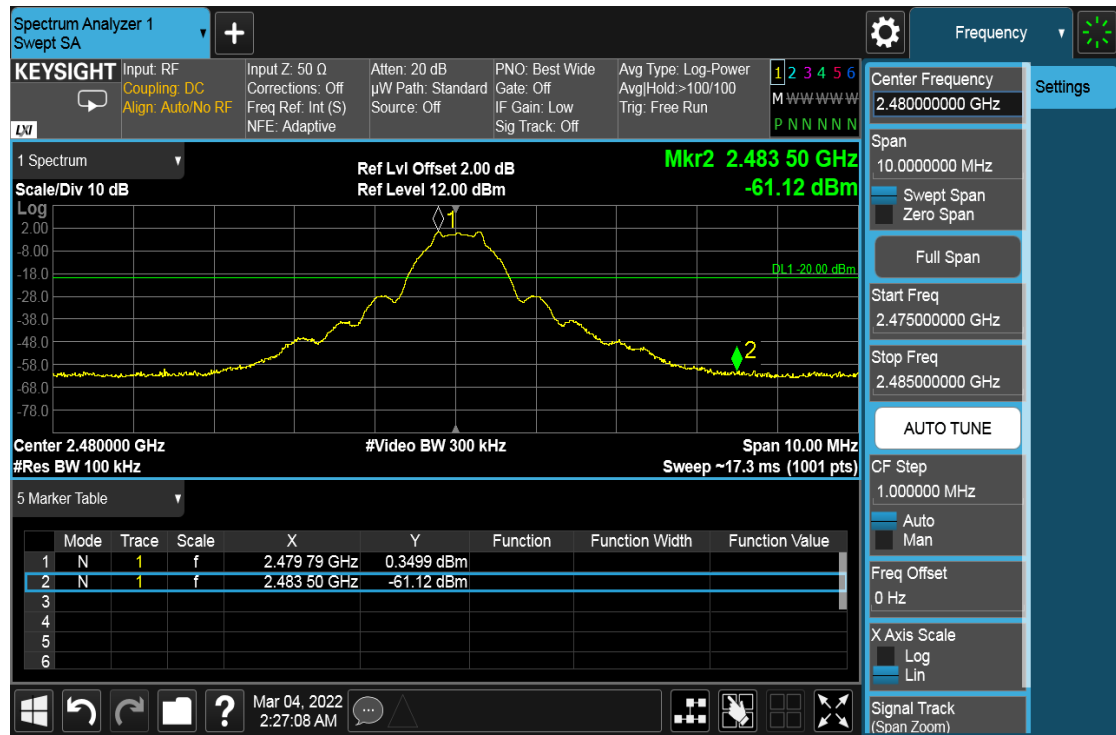 Spectrum Analyzer 1
Swept SA
+
Frequency
KEYSIGHT
LXI
Input: RF
Coupling: DC
Align: Auto/No RF
Input Z: 50 Ω
Corrections: Off
Freq Ref: Int (S)
NFE: Adaptive
Atten: 20 dB
µW Path: Standard
Source: Off
PNO: Best Wide
Gate: Off
IF Gain: Low
Sig Track: Off
Avg Type: Log-Power
Avg|Hold:>100/100
Trig: Free Run
1 2 3 4 5 6
M W W W W W
P N N N N N
1 Spectrum
Scale/Div 10 dB
Ref Lvl Offset 2.00 dB
Ref Level 12.00 dBm
Mkr2 2.483 50 GHz
-61.12 dBm
Log
2.00
-8.00
-18.0
-28.0
-38.0
-48.0
-58.0
-68.0
-78.0
1
DL1 -20.00 dBm
2
Center 2.480000 GHz
#Video BW 300 kHz
Span 10.00 MHz
#Res BW 100 kHz
Sweep ~17.3 ms (1001 pts)
5 Marker Table
Mode Trace Scale X Y Function Function Width Function Value
1 N 1 f 2.479 79 GHz 0.3499 dBm
2 N 1 f 2.483 50 GHz -61.12 dBm
3
4
5
6
Center Frequency
2.480000000 GHz
Settings
Span
10.0000000 MHz
Swept Span
Zero Span
Full Span
Start Freq
2.475000000 GHz
Stop Freq
2.485000000 GHz
AUTO TUNE
CF Step
1.000000 MHz
Auto
Man
Freq Offset
0 Hz
X Axis Scale
Log
Lin
Signal Track
(Span Zoom)
?
Mar 04, 2022
2:27:08 AM